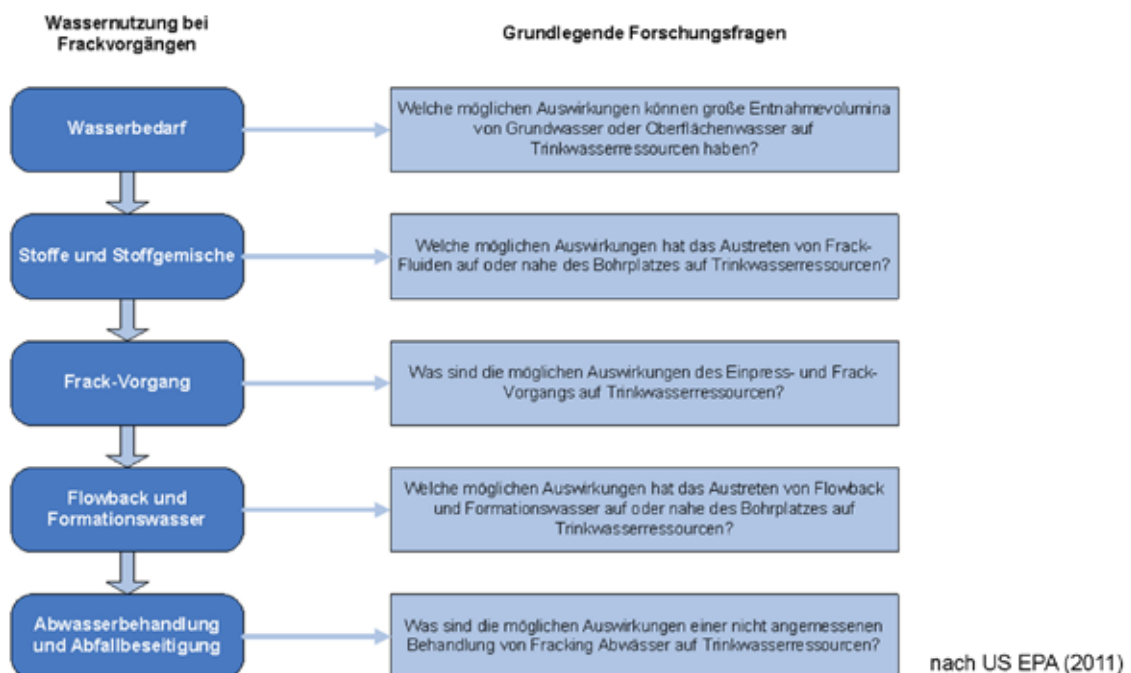 Wassernutzung bei
Frackvorgängen
Grundlegende Forschungsfragen
Wasserbedarf
Welche möglichen Auswirkungen können große Entnahmevolumina
von Grundwasser oder Oberflächenwasser auf
Trinkwasserressourcen haben?
Stoffe und Stoffgemische
Welche möglichen Auswirkungen hat das Austreten von Frack-
Fluiden auf oder nahe des Bohrplatzes auf Trinkwasserressourcen?
Frack-Vorgang
Was sind die möglichen Auswirkungen des Einpress- und Frack-
Vorgangs auf Trinkwasserressourcen?
Flowback und
Formationswasser
Welche möglichen Auswirkungen hat das Austreten von Flowback
und Formationswasser auf oder nahe des Bohrplatzes auf
Trinkwasserressourcen?
Abwasserbehandlung
und Abfallbeseitigung
Was sind die möglichen Auswirkungen einer nicht angemessenen
Behandlung von Fracking Abwässer auf Trinkwasserressourcen?
nach US EPA (2011)